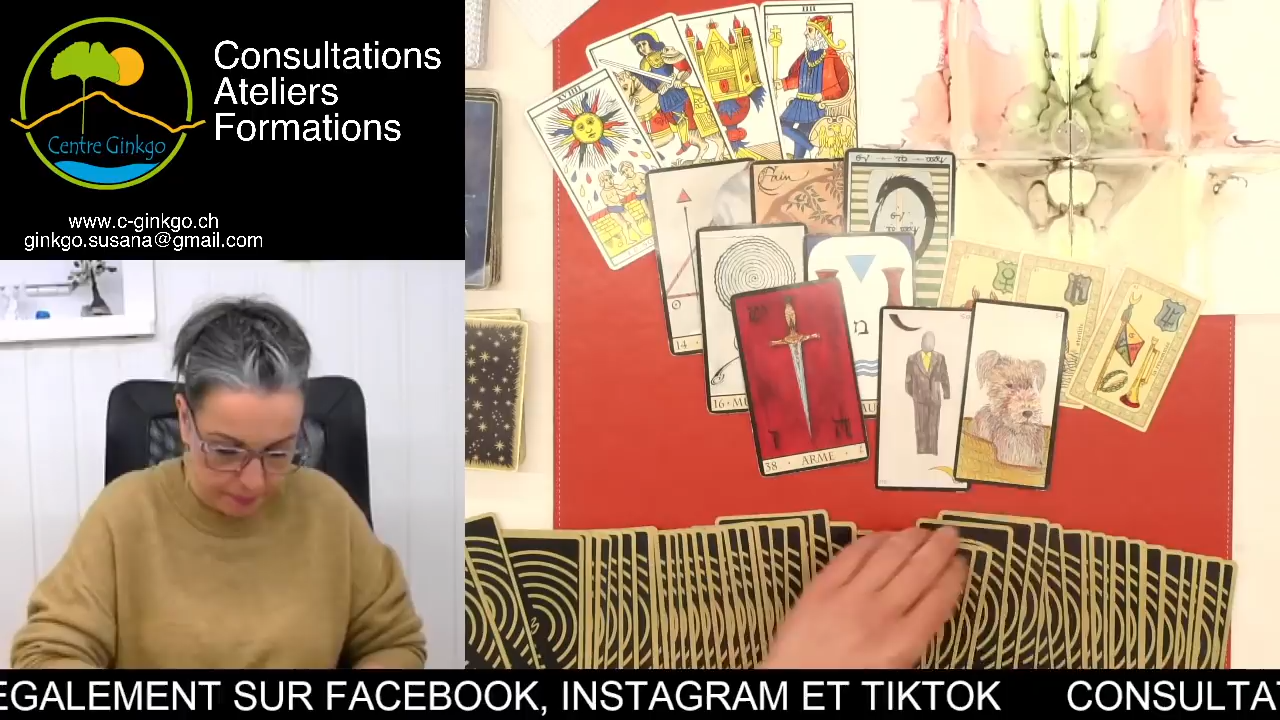 Centre Ginkgo
Consultations
Ateliers
Formations
www.c-ginkgo.ch
ginkgo.susana@gmail.com
XVIIII
IIII
Cain
14
16
38 • ARME
EGALEMENT SUR FACEBOOK, INSTAGRAM ET TIKTOK CONSULTAT